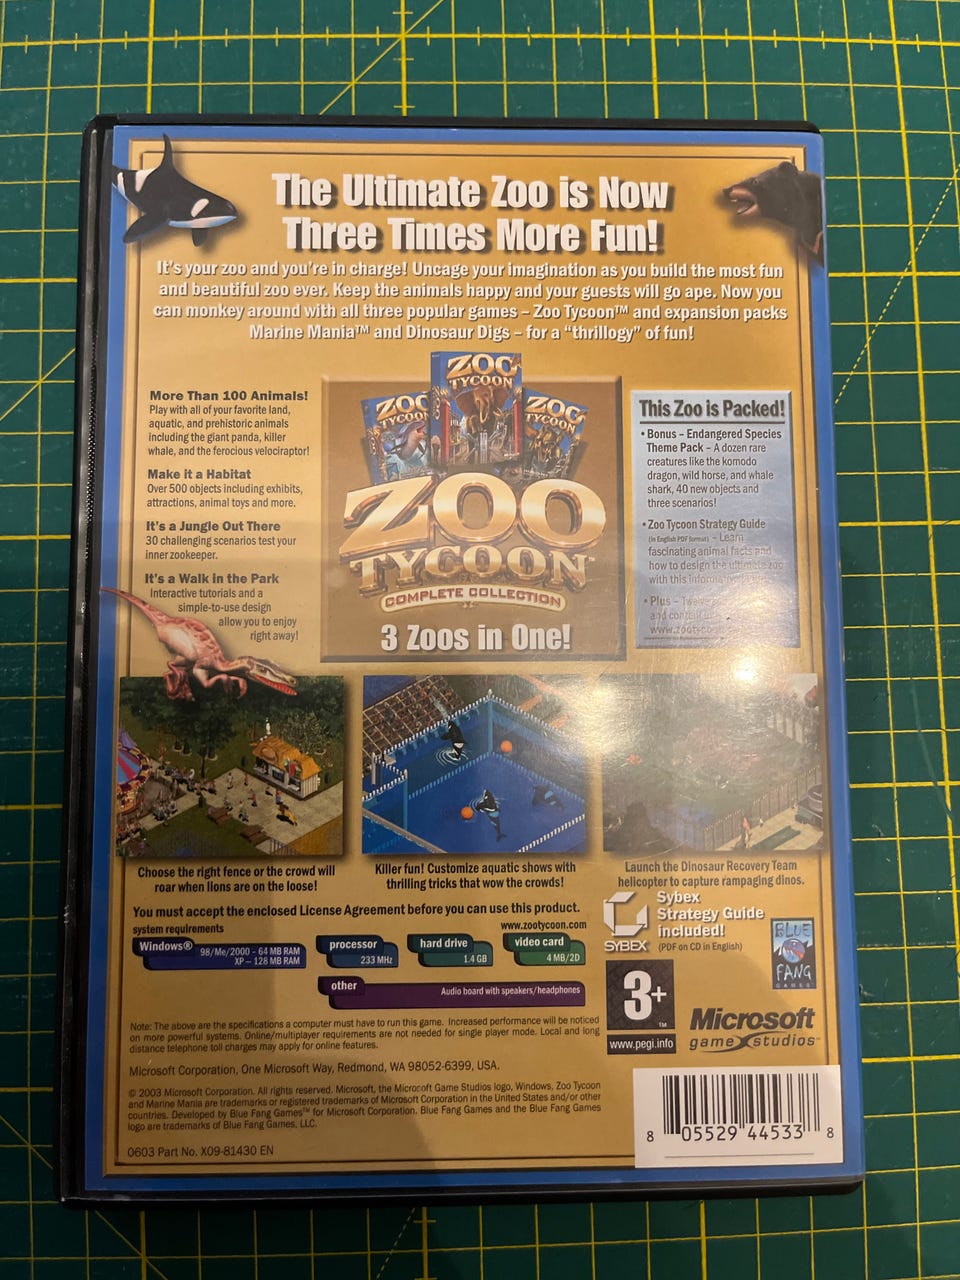 The Ultimate Zoo is Now
Three Times More Fun!
It's your zoo and you're in charge! Uncage your imagination as you build the most fun
and beautiful zoo ever. Keep the animals happy and your guests will go ape. Now you
can monkey around with all three popular games – Zoo Tycoon™ and expansion packs
Marine Mania™ and Dinosaur Digs – for a "thrillogy" of fun!
More Than 100 Animals!
Play with all of your favorite land,
aquatic, and prehistoric animals
including the giant panda, killer
whale, and the ferocious velociraptor!
Make it a Habitat
Over 500 objects including exhibits,
attractions, animal toys and more.
It's a Jungle Out There
30 challenging scenarios test your
inner zookeeper.
It's a Walk in the Park
Interactive tutorials and a
simple-to-use design
allow you to enjoy
right away!
ZOO
TYCOON
ZOO
TYCOON
ZOO
TYCOON
ZOO
TYCOON™
COMPLETE COLLECTION
3 Zoos in One!
This Zoo is Packed!
• Bonus – Endangered Species
Theme Pack – A dozen rare
creatures like the komodo
dragon, wild horse, and whale
shark, 40 new objects and
three scenarios!
• Zoo Tycoon Strategy Guide
(in English PDF format) – Learn
fascinating animal facts and
how to design the ultimate zoo
with this
• Plus –
and
Choose the right fence or the crowd will
roar when lions are on the loose!
Killer fun! Customize aquatic shows with
thrilling tricks that wow the crowds!
Launch the Dinosaur Recovery Team
helicopter to capture rampaging dinos.
You must accept the enclosed License Agreement before you can use this product.
system requirements
www.zootycoon.com
Windows® 98/Me/2000 - 64 MB RAM
XP – 128 MB RAM
processor
233 MHz
hard drive
1.4 GB
video card
4 MB/2D
other
Audio board with speakers/headphones
SYBEX
Sybex
Strategy Guide
included!
(PDF on CD in English)
BLUE
FANG
GAMES
3+
™
www.pegi.info
Microsoft
game studios™
Note: The above are the specifications a computer must have to run this game. Increased performance will be noticed
on more powerful systems. Online/multiplayer requirements are not needed for single player mode. Local and long
distance telephone toll charges may apply for online features.
Microsoft Corporation, One Microsoft Way, Redmond, WA 98052-6399, USA.
© 2003 Microsoft Corporation. All rights reserved. Microsoft, the Microsoft Game Studios logo, Windows, Zoo Tycoon
and Marine Mania are trademarks or registered trademarks of Microsoft Corporation in the United States and/or other
countries. Developed by Blue Fang Games™ for Microsoft Corporation. Blue Fang Games and the Blue Fang Games
logo are trademarks of Blue Fang Games, LLC.
0603 Part No. X09-81430 EN
8 05529 44533 8